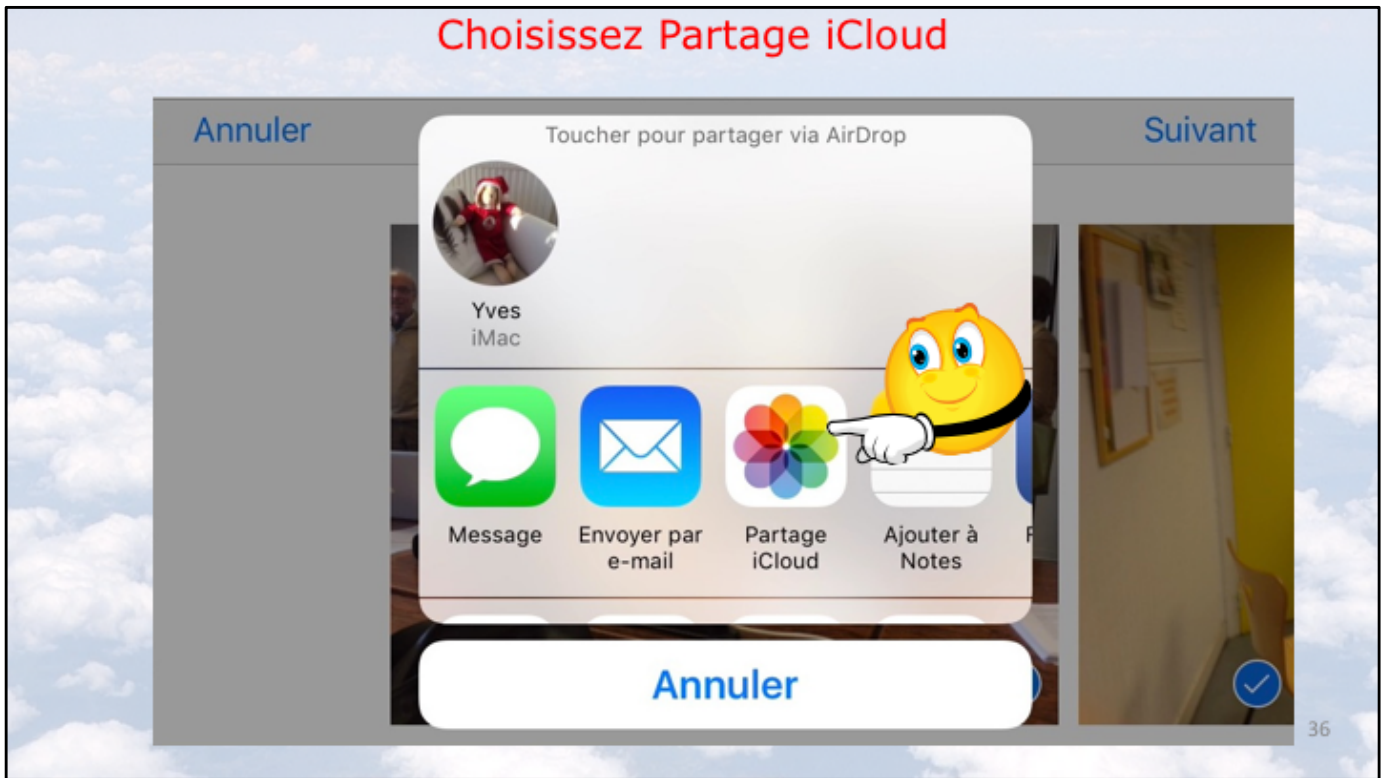 Choisissez Partage iCloud
Annuler
Toucher pour partager via AirDrop
Suivant
Yves
iMac
Message
Envoyer par
e-mail
Partage
iCloud
Ajouter à
Notes
Annuler
36